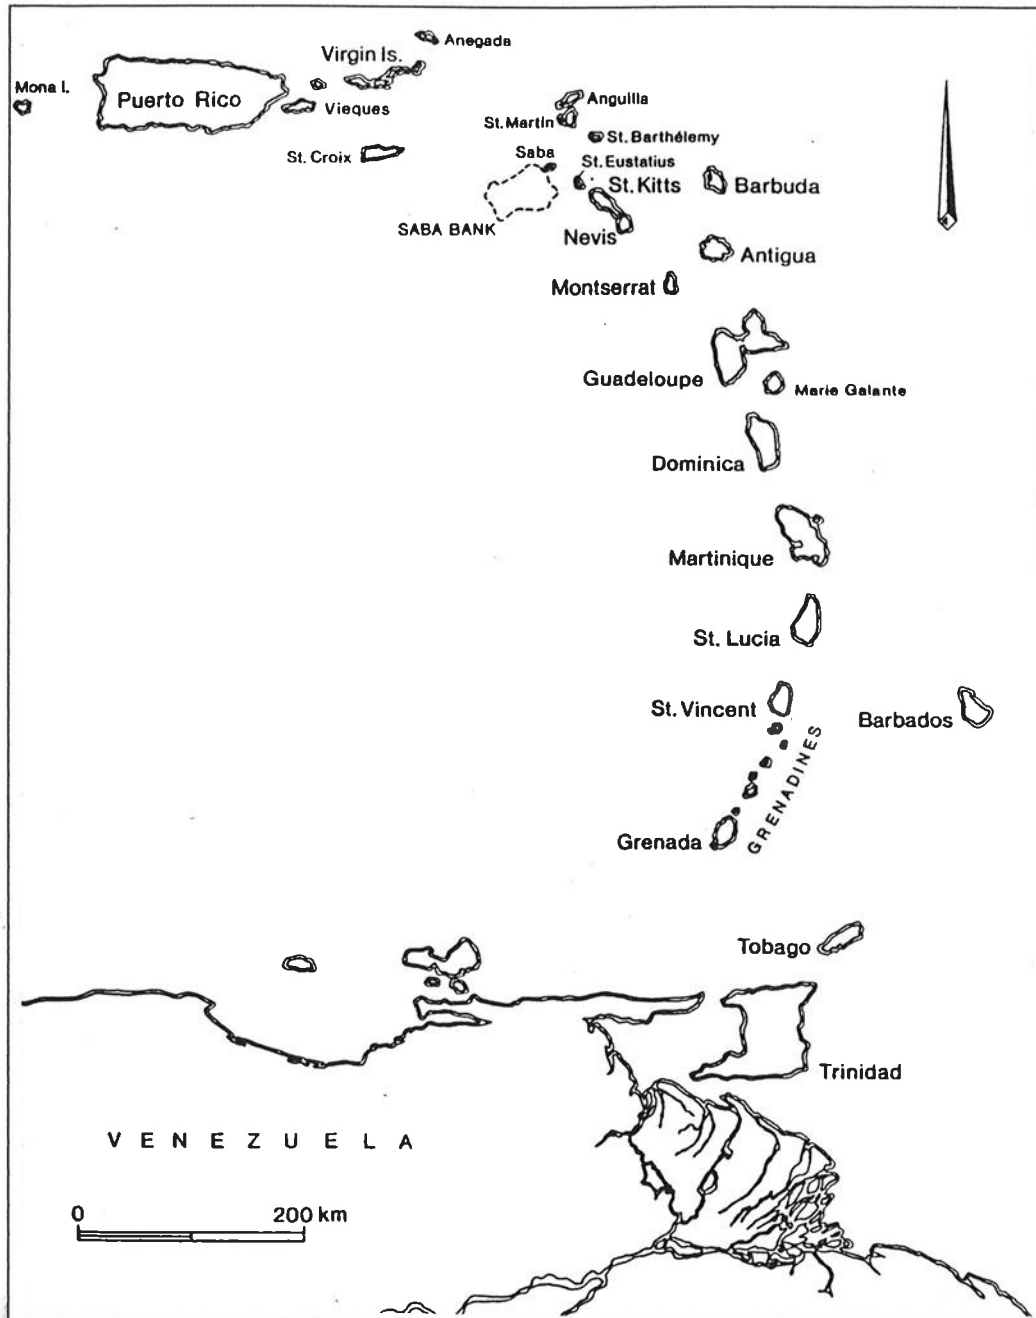 Anegada
Virgin Is.
Mona I.
Puerto Rico
Vieques
Anguilla
St. Martin
St. Barthélemy
St. Croix
Saba
St. Eustatius
St. Kitts
Barbuda
SABA BANK
Nevis
Antigua
Montserrat
Guadeloupe
Marie Galante
Dominica
Martinique
St. Lucia
St. Vincent
Barbados
GRENADINES
Grenada
Tobago
Trinidad
VENEZUELA
0 200 km